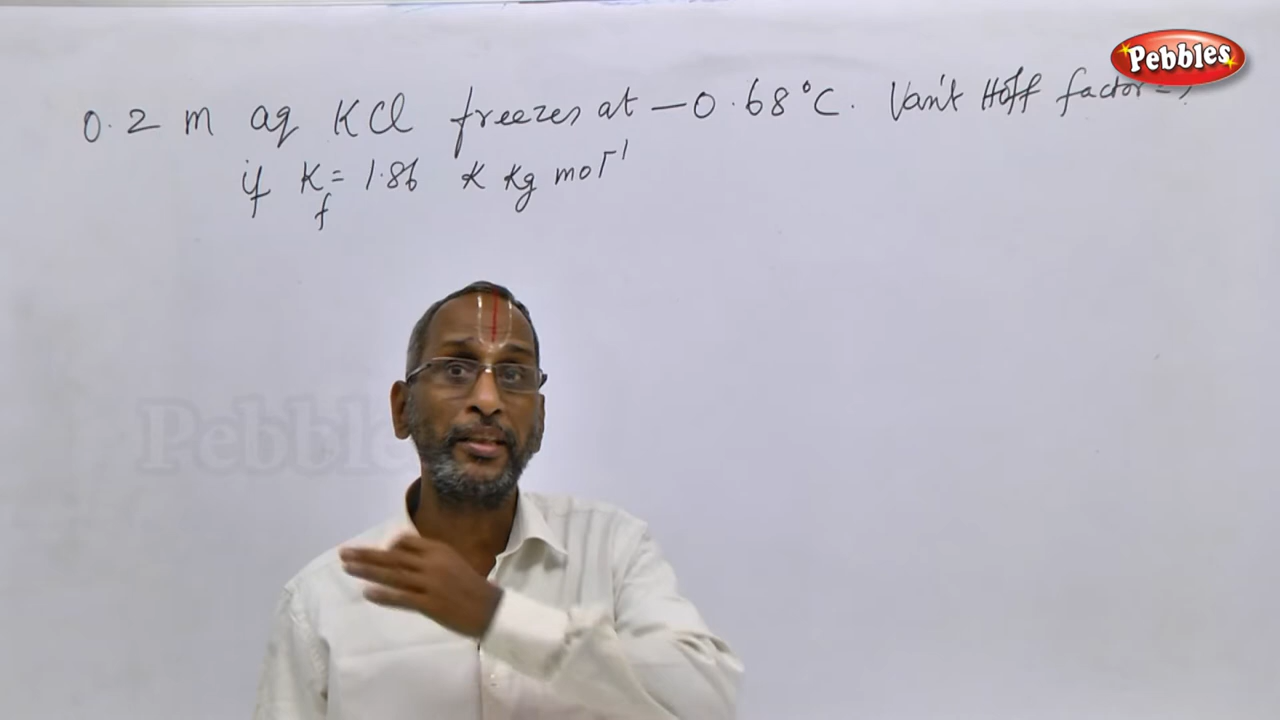 Pebbles
0.2 m aq KCl freezes at -0.68°C. Van't Hoff factor = ?
if Kf = 1.86 K Kg mol⁻¹
Pebbles